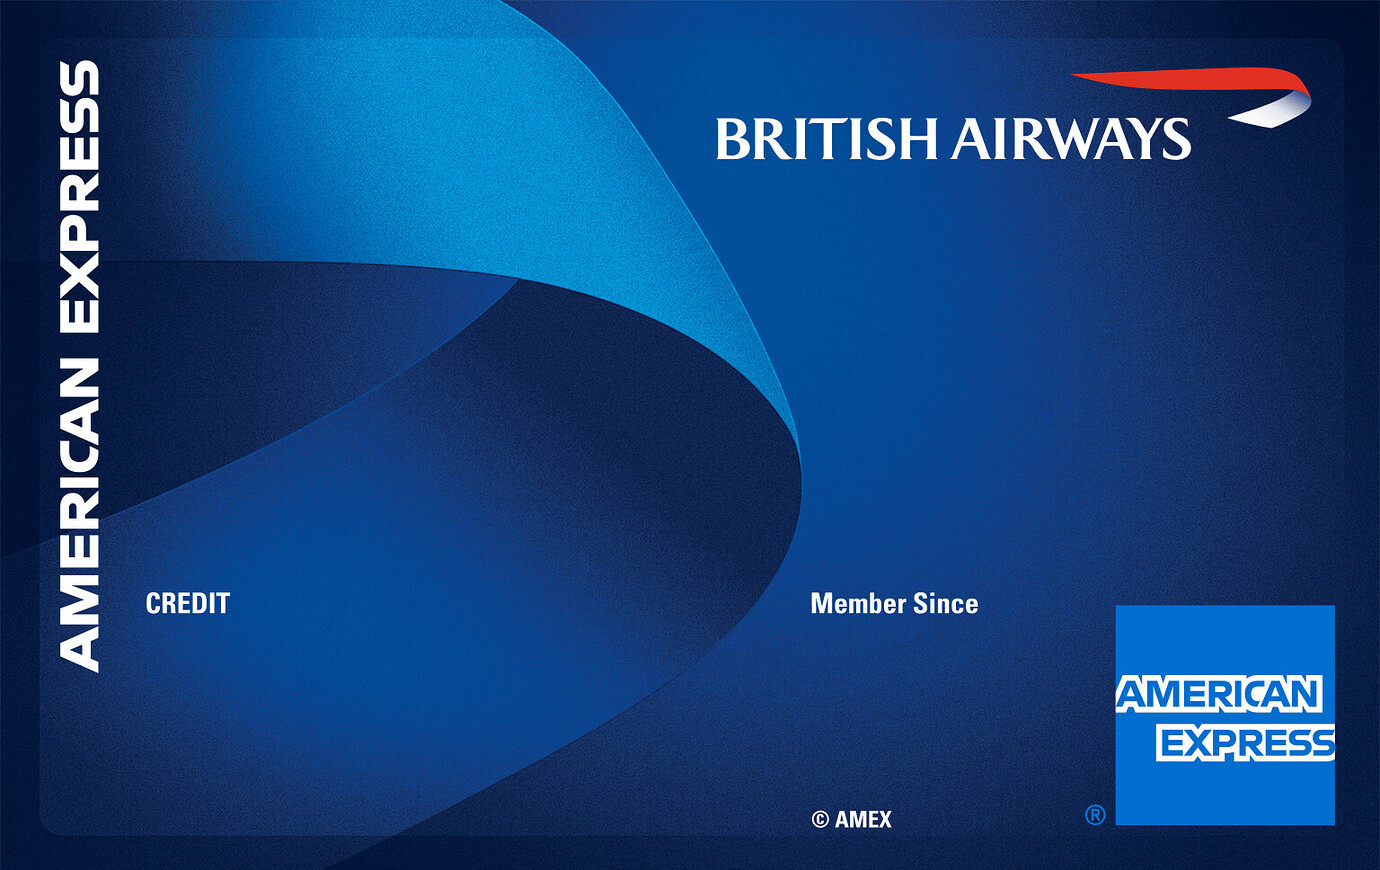 AMERICAN EXPRESS
BRITISH AIRWAYS
CREDIT
Member Since
AMERICAN
EXPRESS
®
© AMEX